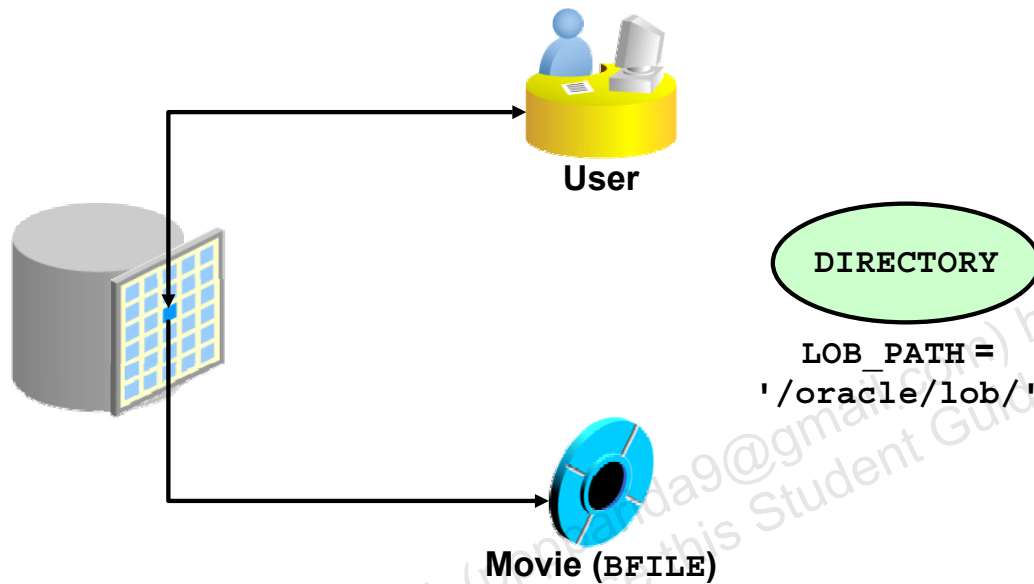 User
DIRECTORY
LOB_PATH =
'/oracle/lob/'
Movie (BFILE)